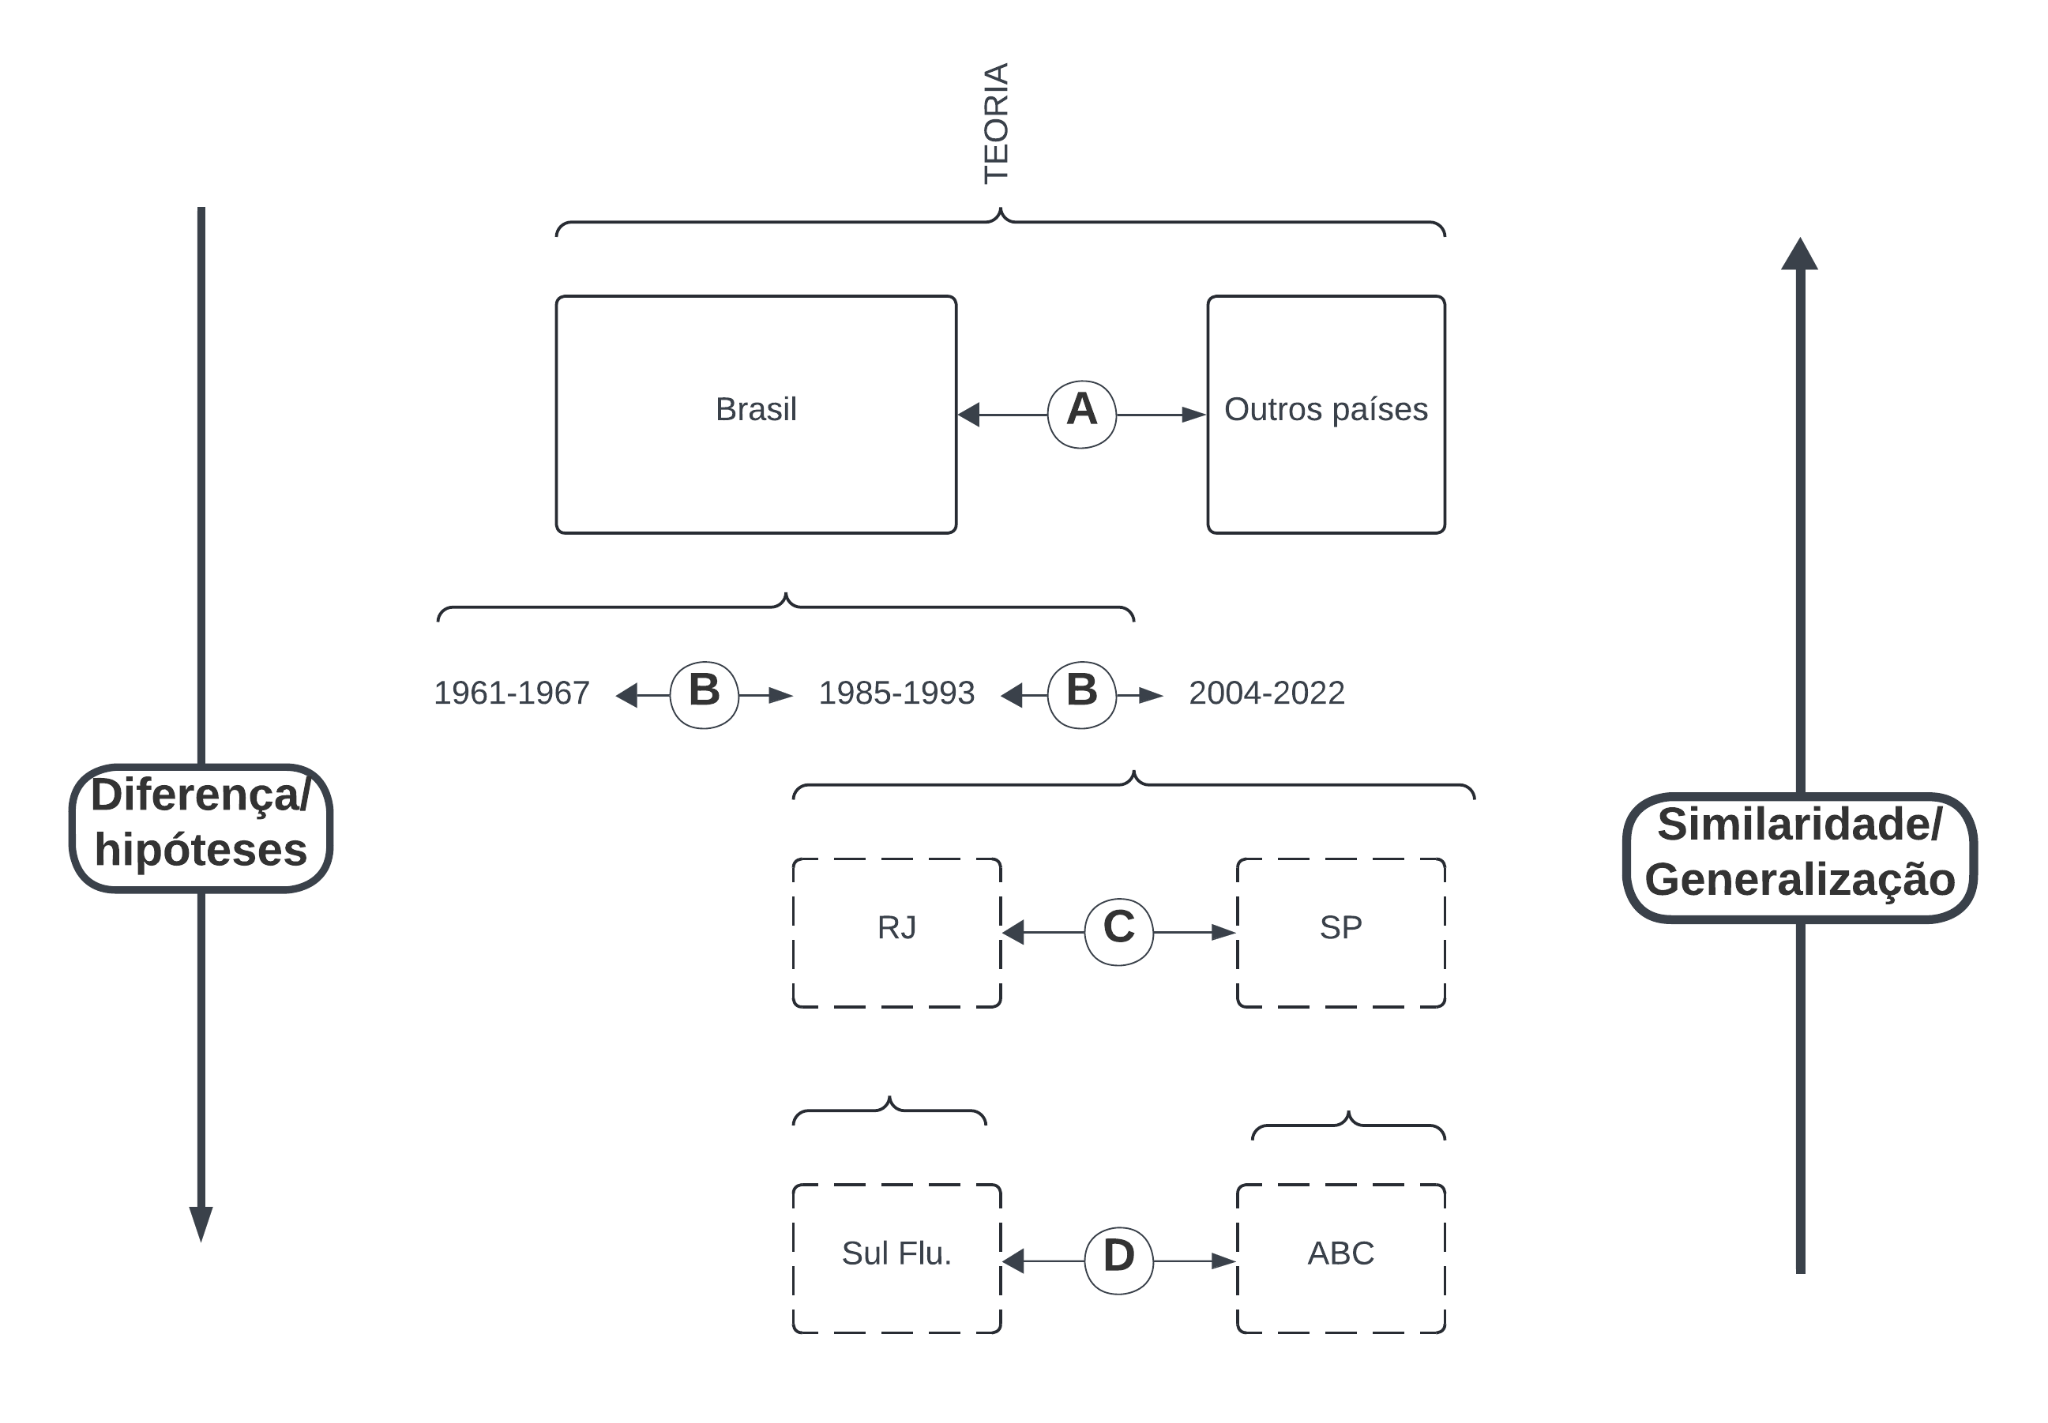 TEORIA
Brasil
A
Outros países
1961-1967
B
1985-1993
B
2004-2022
Diferença/
hipóteses
Similaridade/
Generalização
RJ
C
SP
Sul Flu.
D
ABC